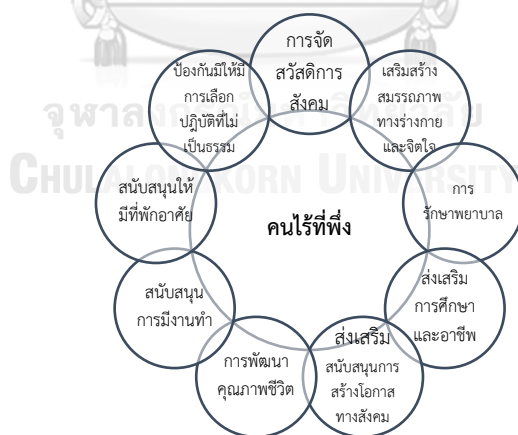 การจัด
สวัสดิการ
สังคม
เสริมสร้าง
สมรรถภาพ
ทางร่างกาย
และจิตใจ
การ
รักษาพยาบาล
ส่งเสริม
การศึกษา
และอาชีพ
ส่งเสริม
สนับสนุนการ
สร้างโอกาส
ทางสังคม
การพัฒนา
คุณภาพชีวิต
สนับสนุน
การมีงานทำ
สนับสนุนให้
มีที่พักอาศัย
ป้องกันมิให้มี
การเลือก
ปฏิบัติที่ไม่
เป็นธรรม
คนไร้ที่พึ่ง
จุฬาลงกรณ์มหาวิทยาลัย
CHULALONGKORN UNIVERSITY